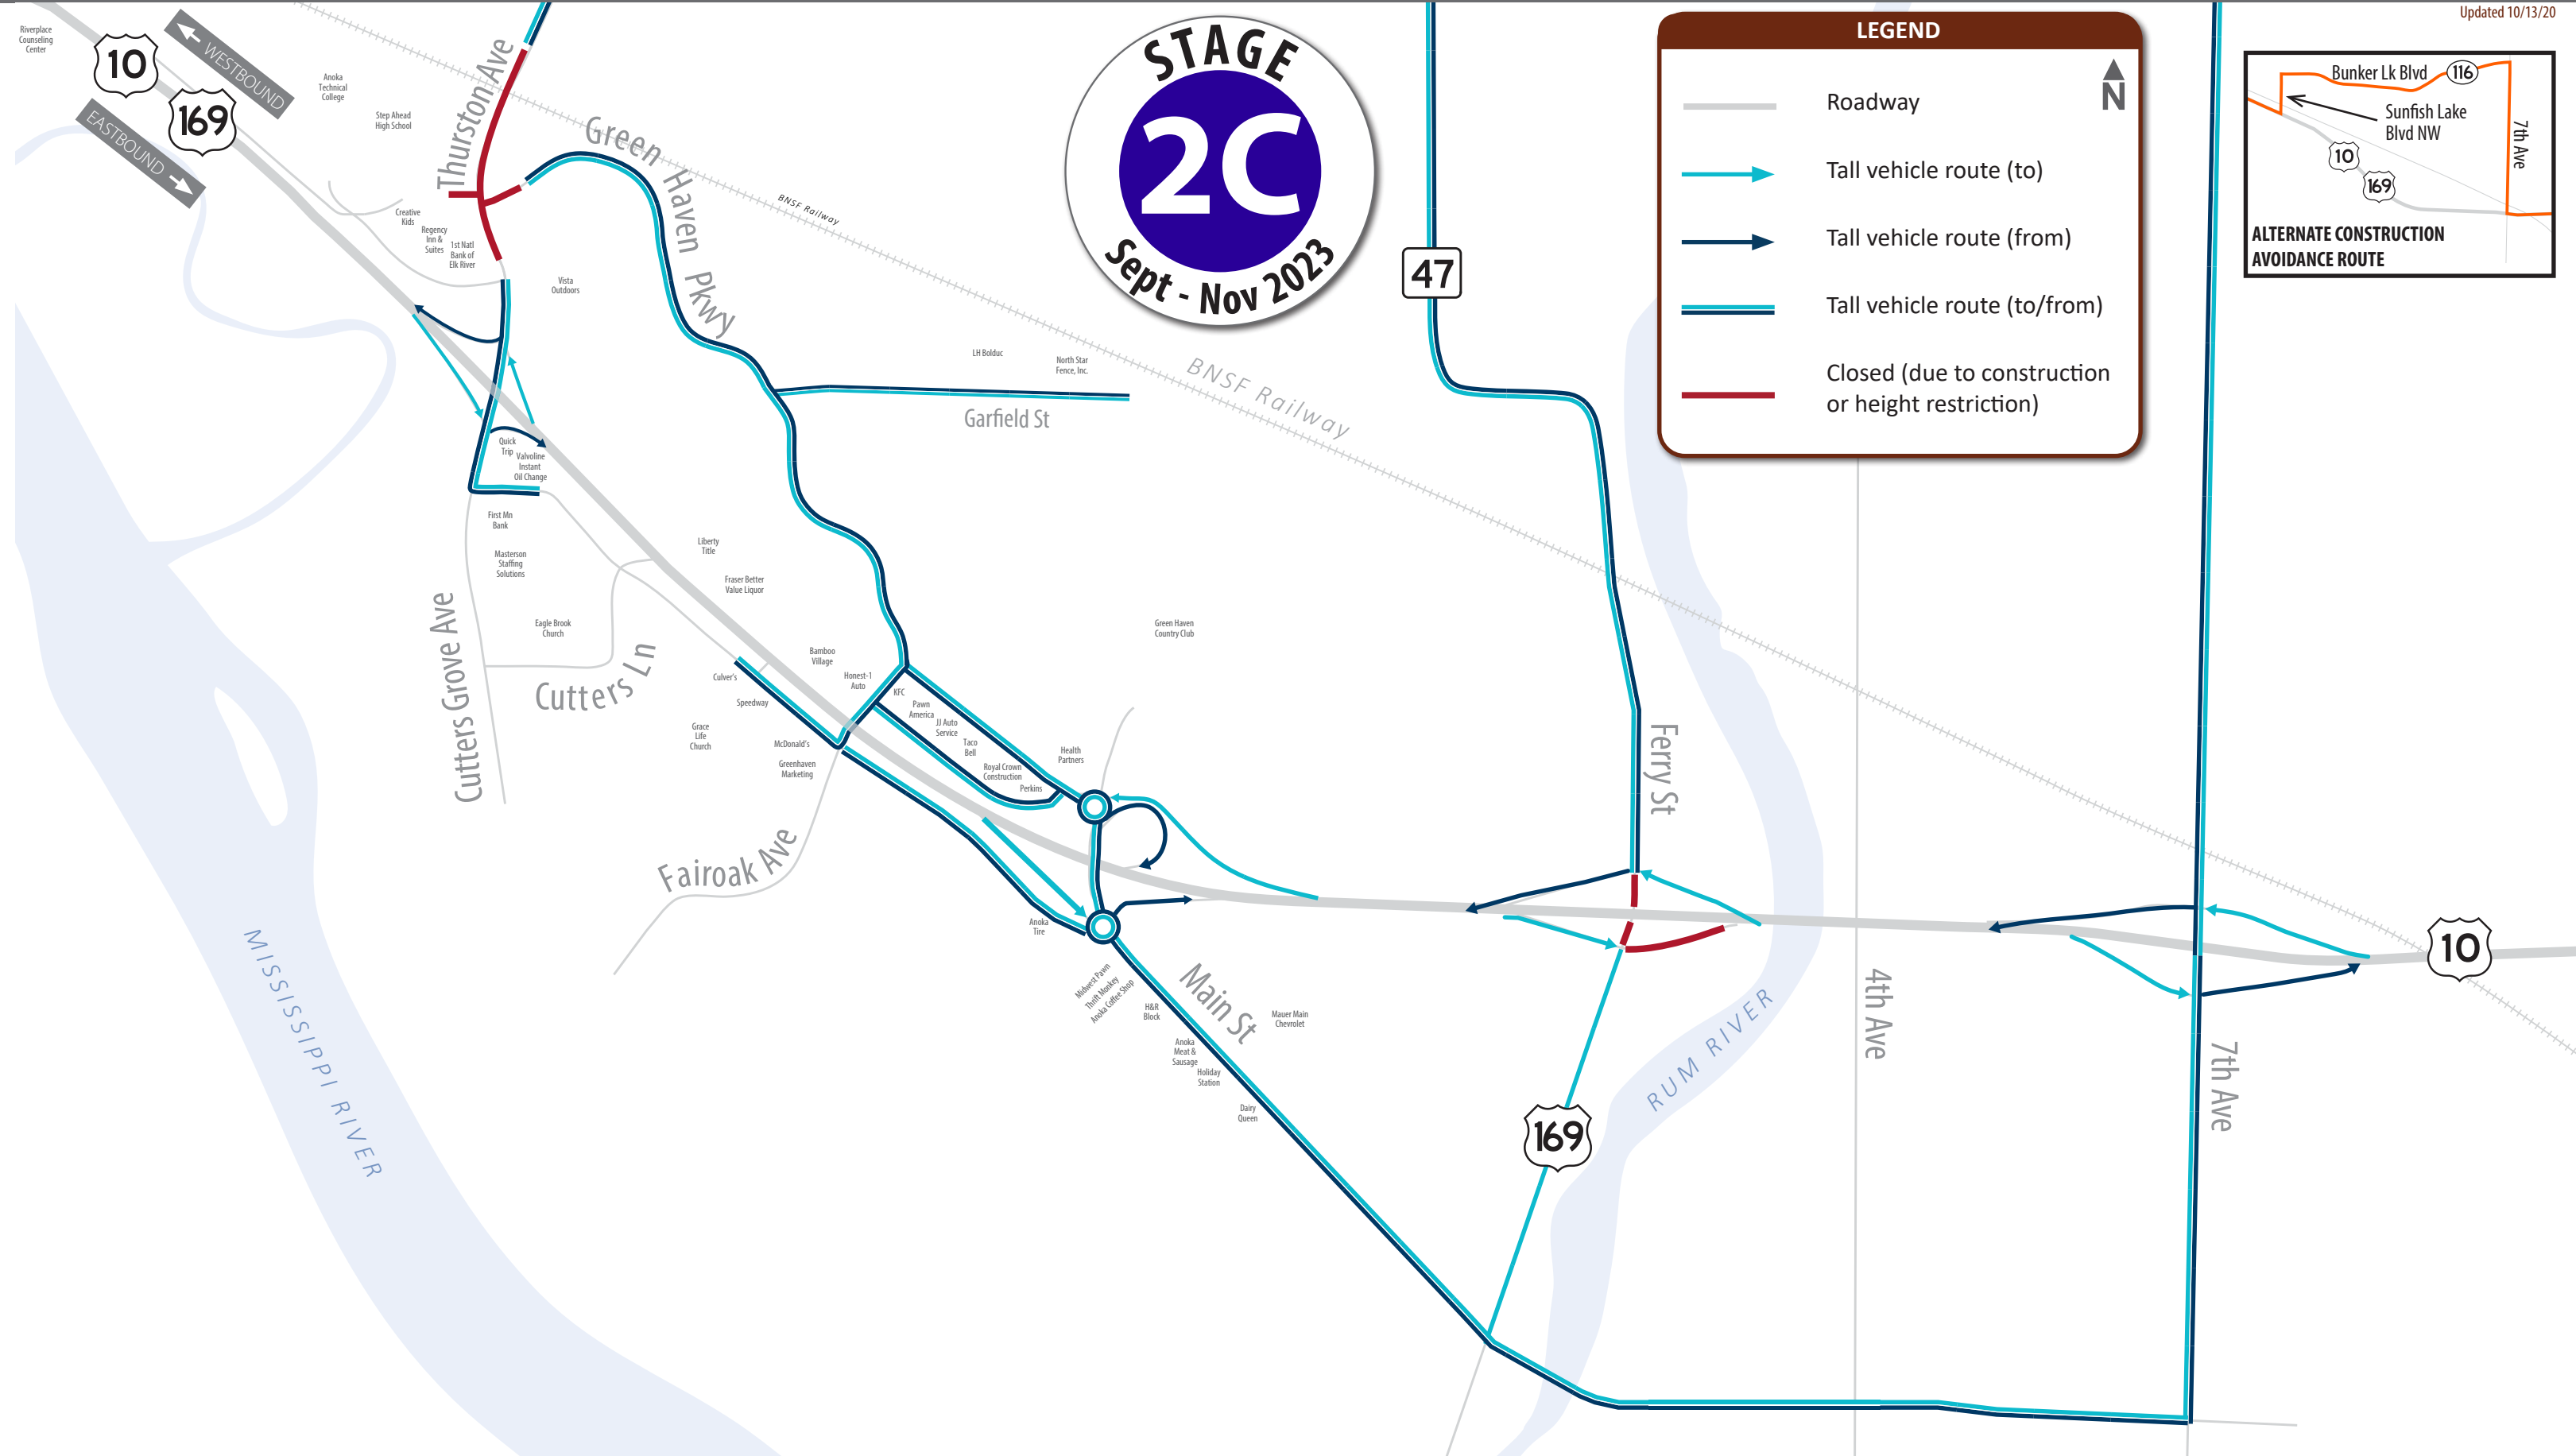 Updated 10/13/20
Riverplace
Counseling
Center
10
169
WESTBOUND
EASTBOUND
Anoka
Technical
College
Step Ahead
High School
Thurston Ave
Green Haven Pkwy
BNSF Railway
STAGE
2C
Sept - Nov 2023
47
LEGEND
N
Roadway
Tall vehicle route (to)
Tall vehicle route (from)
Tall vehicle route (to/from)
Closed (due to construction
or height restriction)
Bunker Lk Blvd
116
Sunfish Lake
Blvd NW
7th Ave
10
169
ALTERNATE CONSTRUCTION
AVOIDANCE ROUTE
Creative
Kids
Regency
Inn &
Suites
1st Natl
Bank of
Elk River
Vista
Outdoors
LH Bolduc
North Star
Fence, Inc.
BNSF Railway
Garfield St
Quick
Trip
Valvoline
Instant
Oil Change
First Mn
Bank
Masterson
Staffing
Solutions
Liberty
Title
Fraser Better
Value Liquor
Eagle Brook
Church
Green Haven
Country Club
Cutters Grove Ave
Cutters Ln
Bamboo
Village
Honest-1
Auto
Culver's
Speedway
KFC
Pawn
America
JJ Auto
Service
Taco
Bell
Royal Crown
Construction
Perkins
Health
Partners
Grace
Life
Church
McDonald's
Greenhaven
Marketing
Ferry St
Fairoak Ave
Anoka
Tire
Midwest Pawn
Thrift Monkey
Anoka Coffee Shop
Main St
H&R
Block
Mauer Main
Chevrolet
Anoka
Meat &
Sausage
Holiday
Station
Dairy
Queen
MISSISSIPPI RIVER
RUM RIVER
169
4th Ave
7th Ave
10